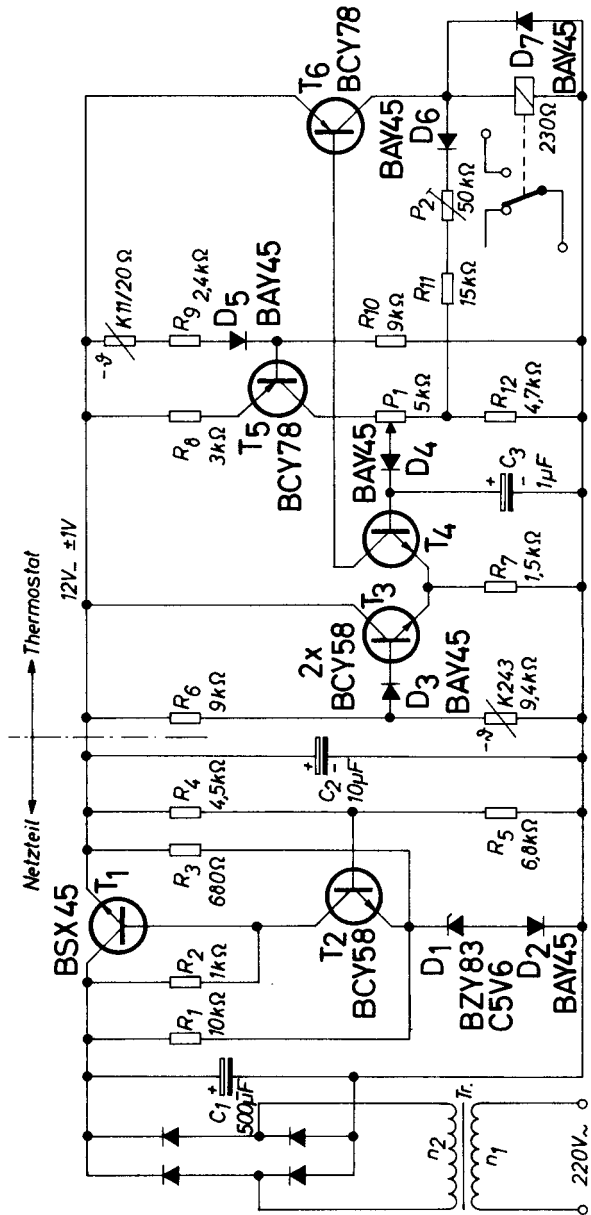 Netzteil
Thermostat
12V_ ±1V
BSX 45
T1
R1
10kΩ
R2
1kΩ
R3
680Ω
R4
4,5kΩ
C1 +
500µF
-
T2
BCY58
D1
BZY83
C5V6
D2
BAY45
R5
6,8kΩ
C2
+
-
10µF
n2
Tr.
n1
220V~
R6
9kΩ
2x
BCY58
T3
D3
BAY45
-ϑ
K243
9,4kΩ
T4
R7
1,5kΩ
BAY45
D4
+
C3
-
1µF
R8
3kΩ
T5
BCY78
-ϑ
K11/20Ω
R9
2,4kΩ
D5
BAY45
R10
9kΩ
P1
5kΩ
R12
4,7kΩ
R11
15kΩ
P2
50kΩ
BAY45
D6
T6
BCY78
D7
BAY45
230Ω